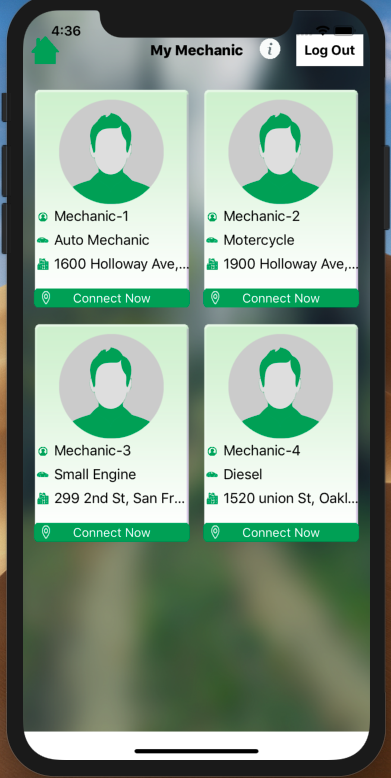 4:36
My Mechanic
i
Log Out
Mechanic-1
Auto Mechanic
1600 Holloway Ave,...
Connect Now
Mechanic-2
Motercycle
1900 Holloway Ave,...
Connect Now
Mechanic-3
Small Engine
299 2nd St, San Fr...
Connect Now
Mechanic-4
Diesel
1520 union St, Oakl...
Connect Now